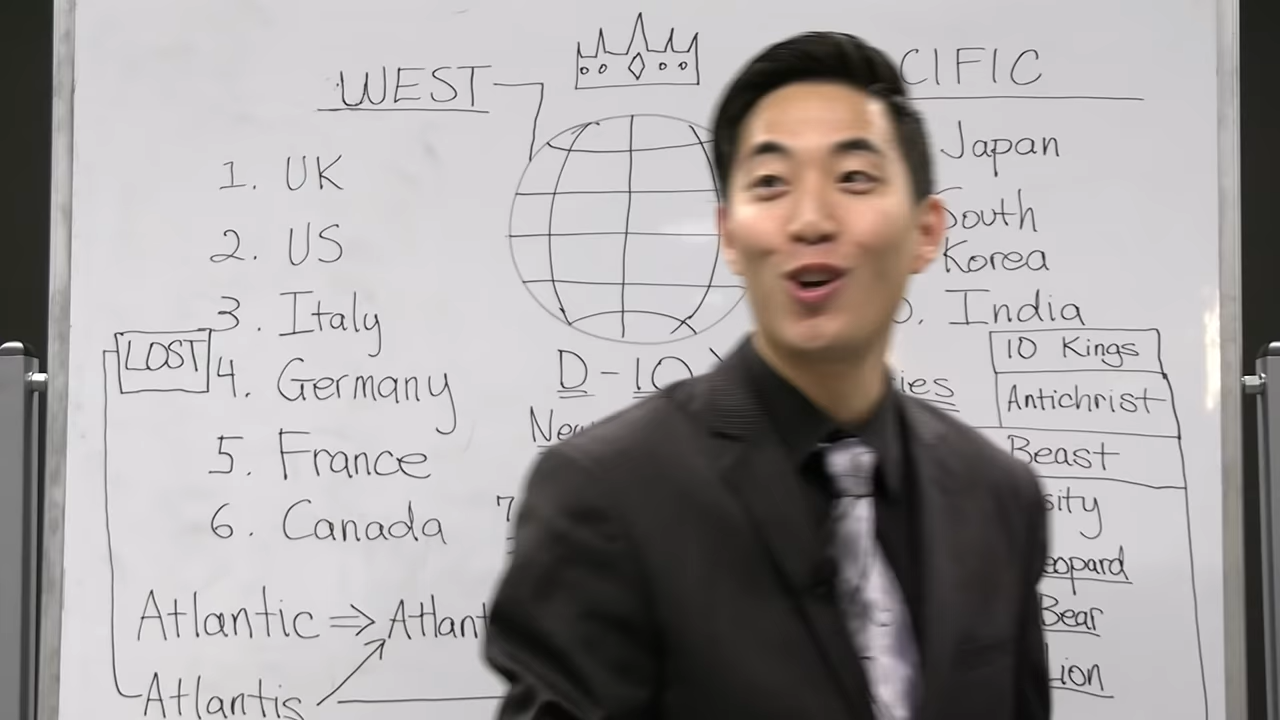 WEST
CIFIC
1. UK
2. US
3. Italy
LOST
4. Germany
5. France
6. Canada
Atlantic ⇒ Atlant
Atlantis
D-10
Japan
South
Korea
India
10 Kings
Antichrist
Beast
Bear